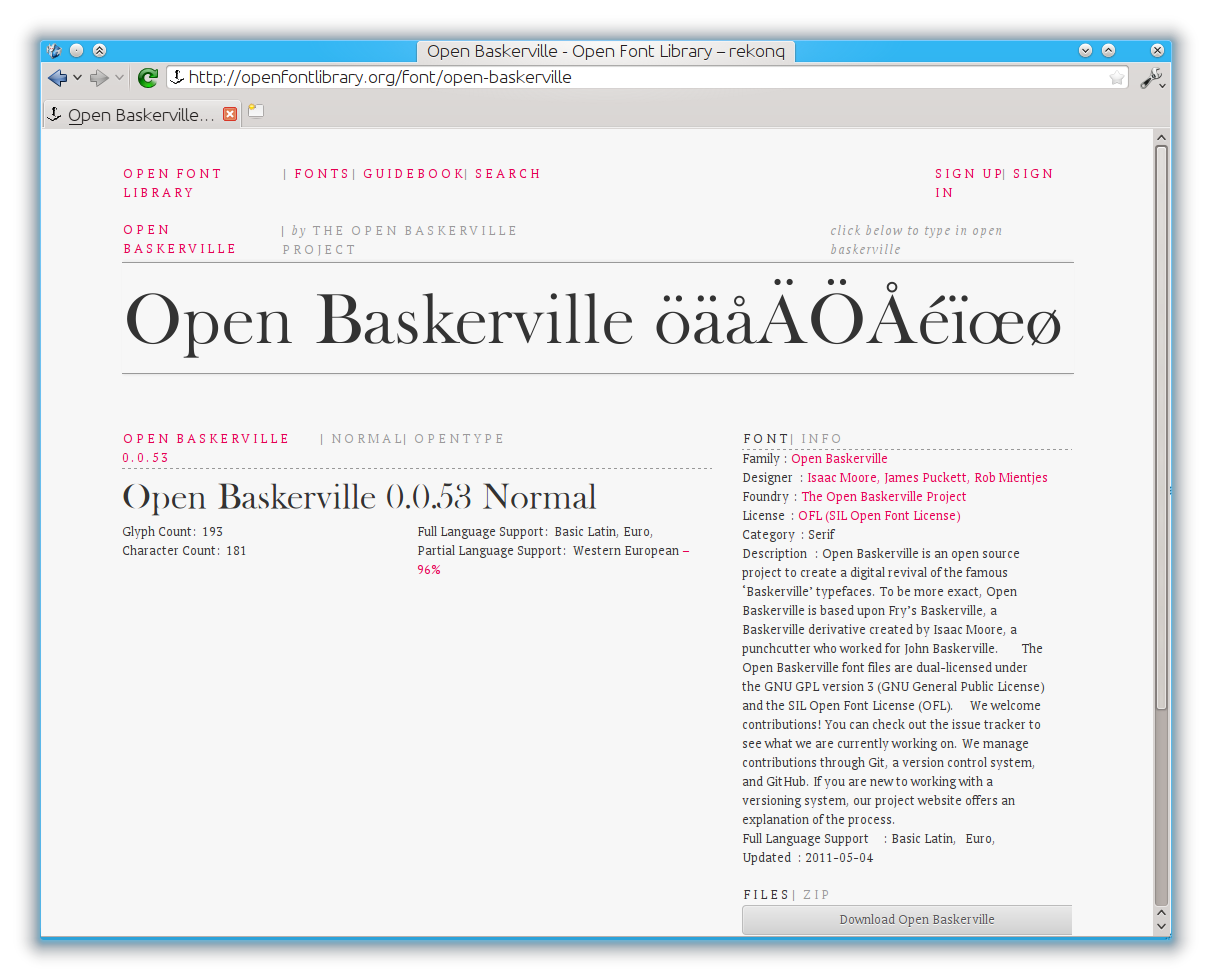 Open Baskerville - Open Font Library – rekonq
http://openfontlibrary.org/font/open-baskerville
Open Baskerville…
OPEN FONT LIBRARY
| FONTS| GUIDEBOOK| SEARCH
SIGN UP| SIGN IN
OPEN BASKERVILLE
| by THE OPEN BASKERVILLE PROJECT
click below to type in open baskerville
Open Baskerville öäåÄÖÅéïœø
OPEN BASKERVILLE 0.0.53
| NORMAL| OPENTYPE
Open Baskerville 0.0.53 Normal
Glyph Count: 193
Character Count: 181
Full Language Support: Basic Latin, Euro,
Partial Language Support: Western European –
96%
FONT| INFO
Family : Open Baskerville
Designer : Isaac Moore, James Puckett, Rob Mientjes
Foundry : The Open Baskerville Project
License : OFL (SIL Open Font License)
Category : Serif
Description : Open Baskerville is an open source
project to create a digital revival of the famous
‘Baskerville’ typefaces. To be more exact, Open
Baskerville is based upon Fry’s Baskerville, a
Baskerville derivative created by Isaac Moore, a
punchcutter who worked for John Baskerville. The
Open Baskerville font files are dual-licensed under
the GNU GPL version 3 (GNU General Public License)
and the SIL Open Font License (OFL). We welcome
contributions! You can check out the issue tracker to
see what we are currently working on. We manage
contributions through Git, a version control system,
and GitHub. If you are new to working with a
versioning system, our project website offers an
explanation of the process.
Full Language Support : Basic Latin, Euro,
Updated : 2011-05-04
FILES| ZIP
Download Open Baskerville